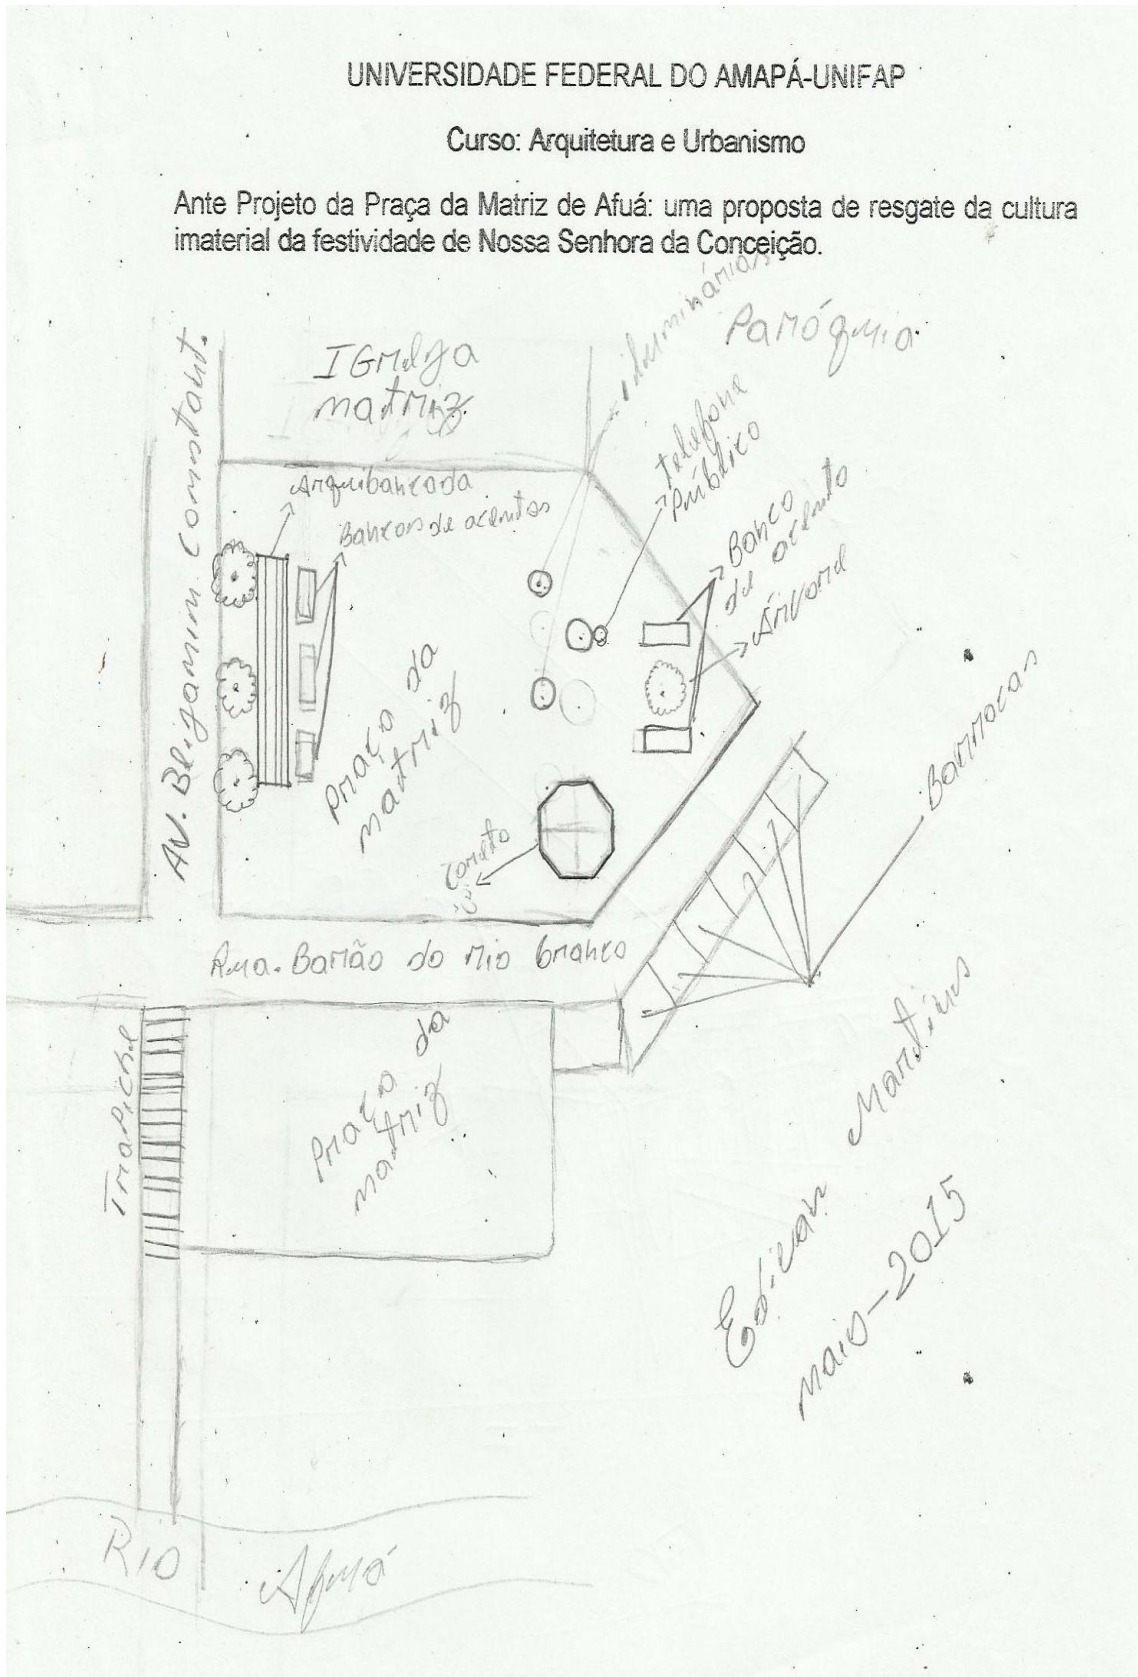 UNIVERSIDADE FEDERAL DO AMAPÁ-UNIFAP
Curso: Arquitetura e Urbanismo
Ante Projeto da Praça da Matriz de Afuá: uma proposta de resgate da cultura
imaterial da festividade de Nossa Senhora da Conceição.
iluminárias
Paróquia
IGreja
matriz
AV. Beijamim Constant.
telefone
Público
Arquibancada
Bancos de acentos
Banco
de acento
Árvore
Praça da
matriz
Barracas
Coreto
Rua. Barão do rio branco
Trapiche
Praça da
matriz
Edivan Martins
maio-2015
RIO Afuá